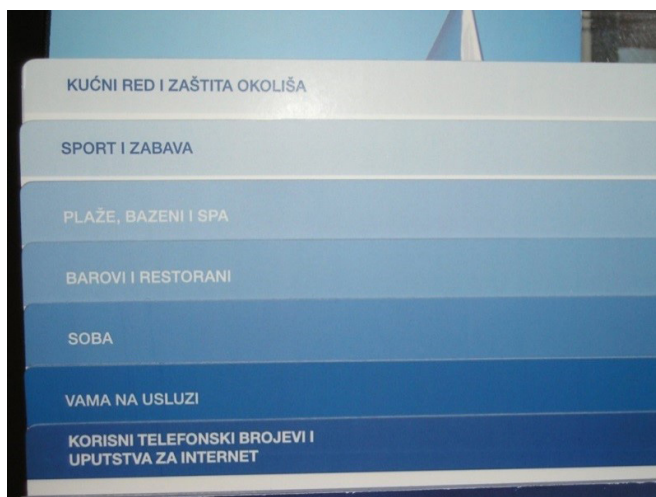 KUĆNI RED I ZAŠTITA OKOLIŠA
SPORT I ZABAVA
PLAŽE, BAZENI I SPA
BAROVI I RESTORANI
SOBA
VAMA NA USLUZI
KORISNI TELEFONSKI BROJEVI I
UPUTSTVA ZA INTERNET